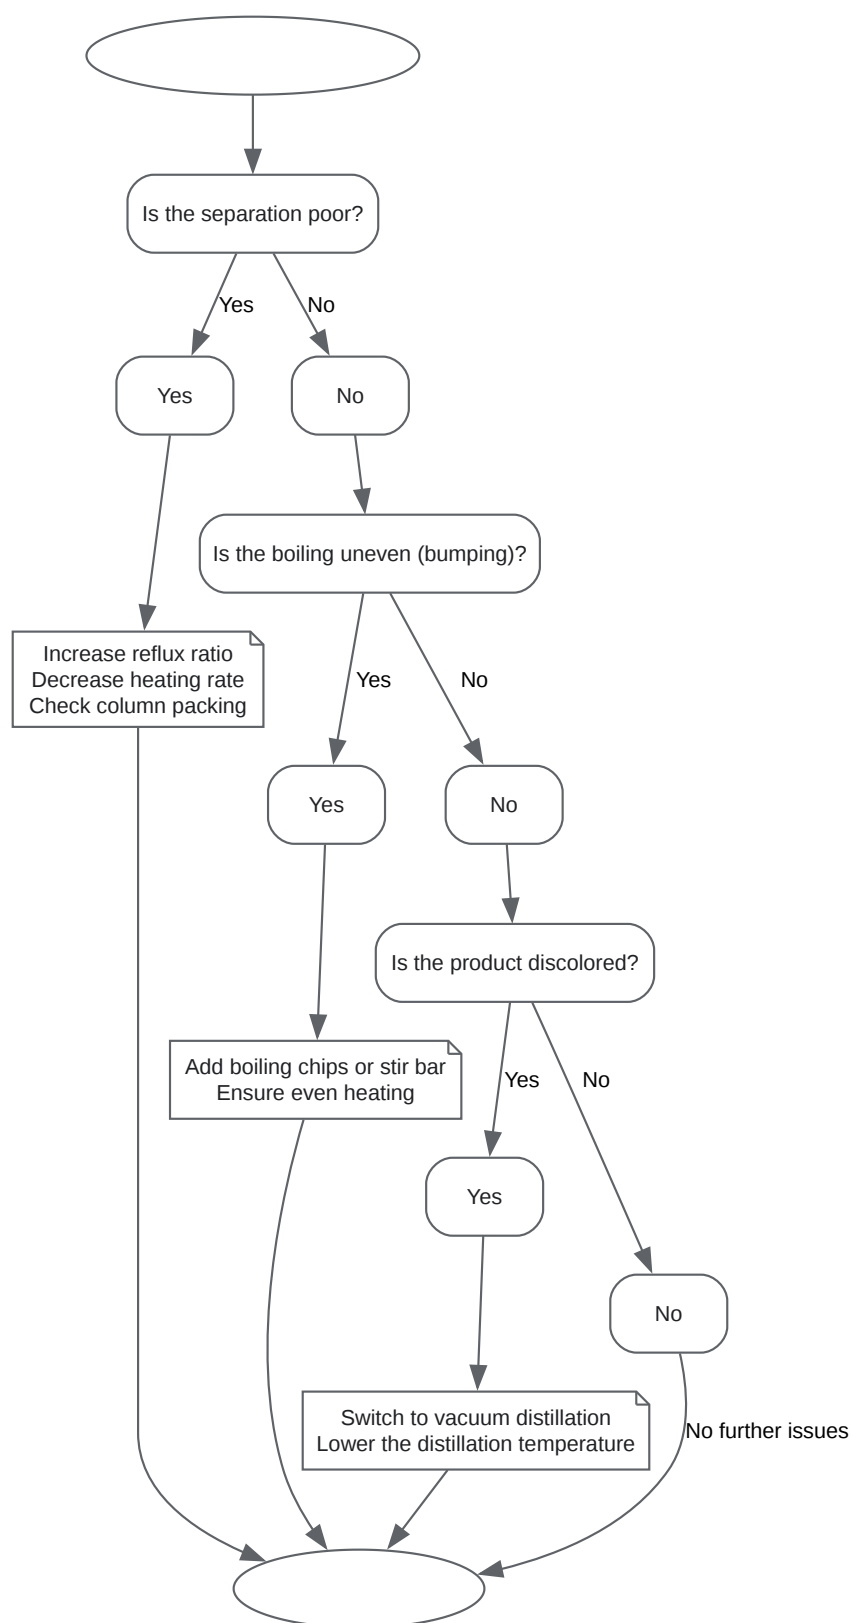 Is the separation poor?
Yes
No
Yes
No
Is the boiling uneven (bumping)?
Increase reflux ratio
Decrease heating rate
Check column packing
Yes
No
Yes
No
Is the product discolored?
Add boiling chips or stir bar
Ensure even heating
Yes
No
Yes
No
Switch to vacuum distillation
Lower the distillation temperature
No further issues